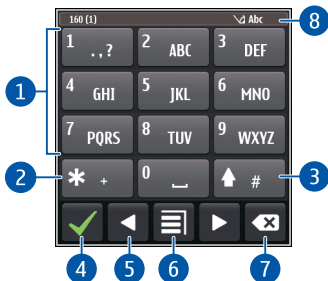 160 (1) Abc 8
1 .,? 2 ABC 3 DEF
1
4 GHI 5 JKL 6 MNO
7 PQRS 8 TUV 9 WXYZ
2 * + 0 # 3
4 5 6 7